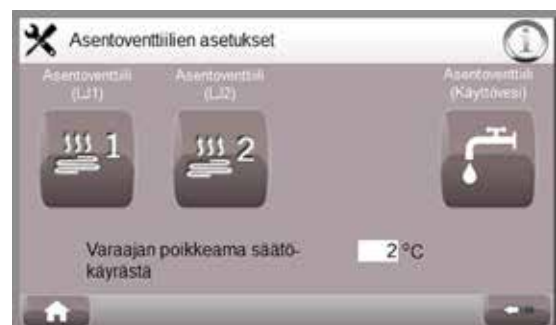 Asentoventtiilien asetukset
i
Asentoventtiili Asentoventtiili Asentoventtiili
(LJ1) (LJ2) (Käyttövesi)
1 2
Varaajan poikkeama säätö- 2 °C
käyrästä